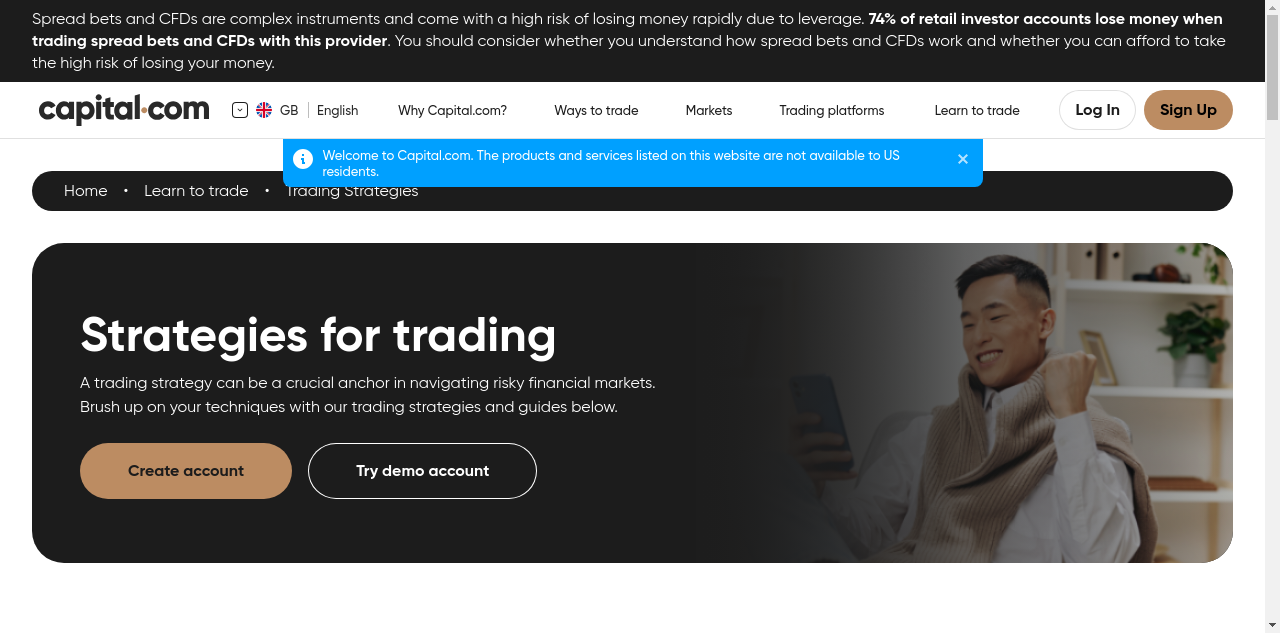 Spread bets and CFDs are complex instruments and come with a high risk of losing money rapidly due to leverage. 74% of retail investor accounts lose money when
trading spread bets and CFDs with this provider. You should consider whether you understand how spread bets and CFDs work and whether you can afford to take
the high risk of losing your money.
capital.com GB English Why Capital.com? Ways to trade Markets Trading platforms Learn to trade Log In Sign Up
Welcome to Capital.com. The products and services listed on this website are not available to US
residents.
Home • Learn to trade • Trading Strategies
Strategies for trading
A trading strategy can be a crucial anchor in navigating risky financial markets.
Brush up on your techniques with our trading strategies and guides below.
Create account Try demo account